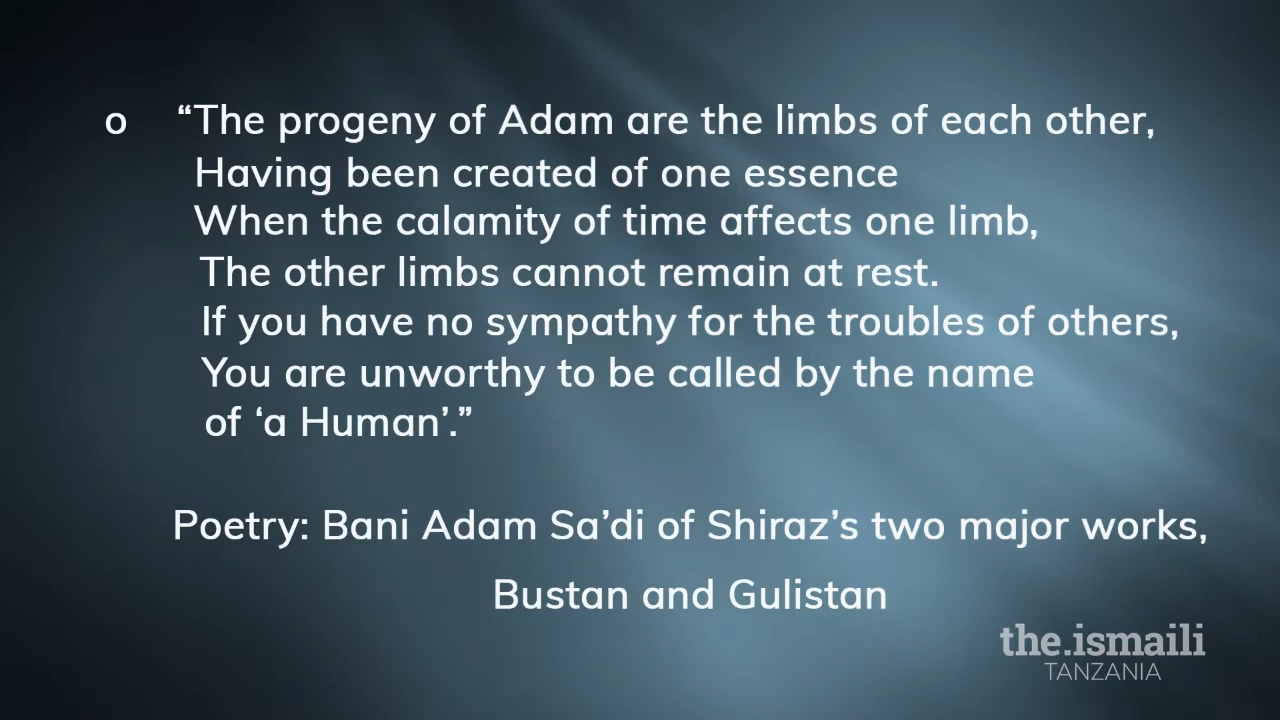 o “The progeny of Adam are the limbs of each other,
Having been created of one essence
When the calamity of time affects one limb,
The other limbs cannot remain at rest.
If you have no sympathy for the troubles of others,
You are unworthy to be called by the name
of ‘a Human’.”
Poetry: Bani Adam Sa’di of Shiraz’s two major works,
Bustan and Gulistan
the.ismaili
TANZANIA